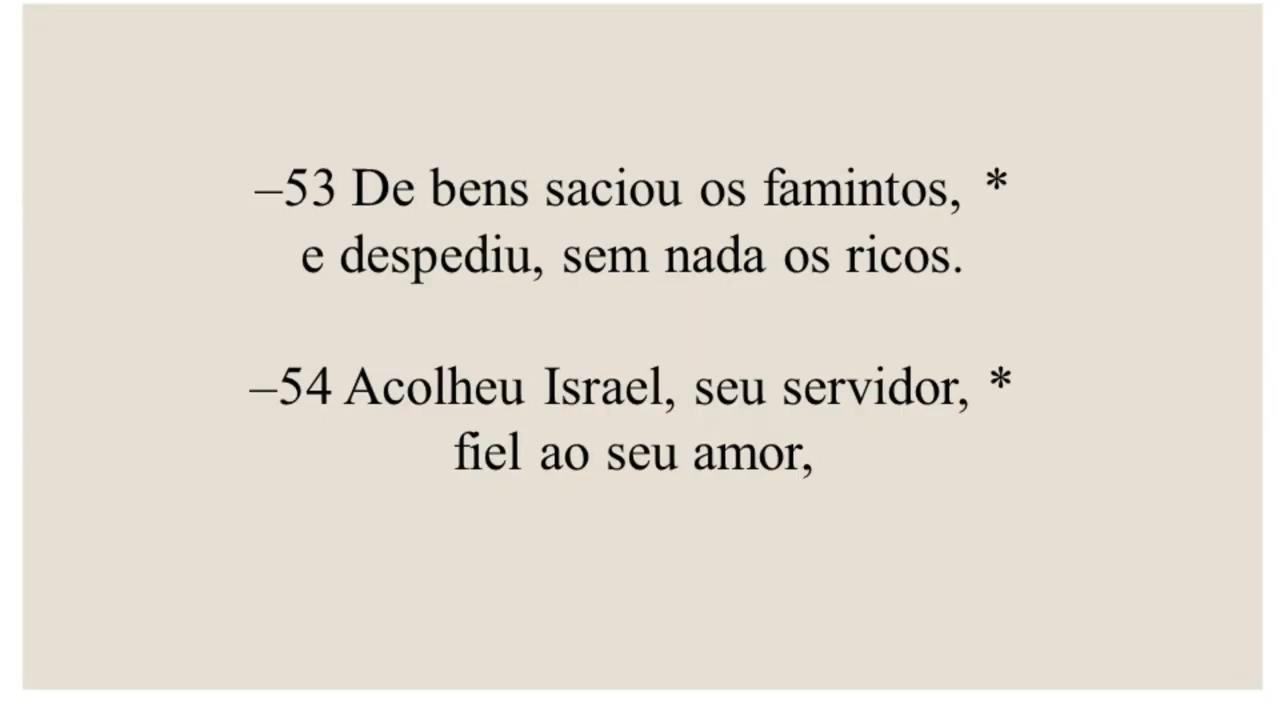 –53 De bens saciou os famintos, *
e despediu, sem nada os ricos.
–54 Acolheu Israel, seu servidor, *
fiel ao seu amor,